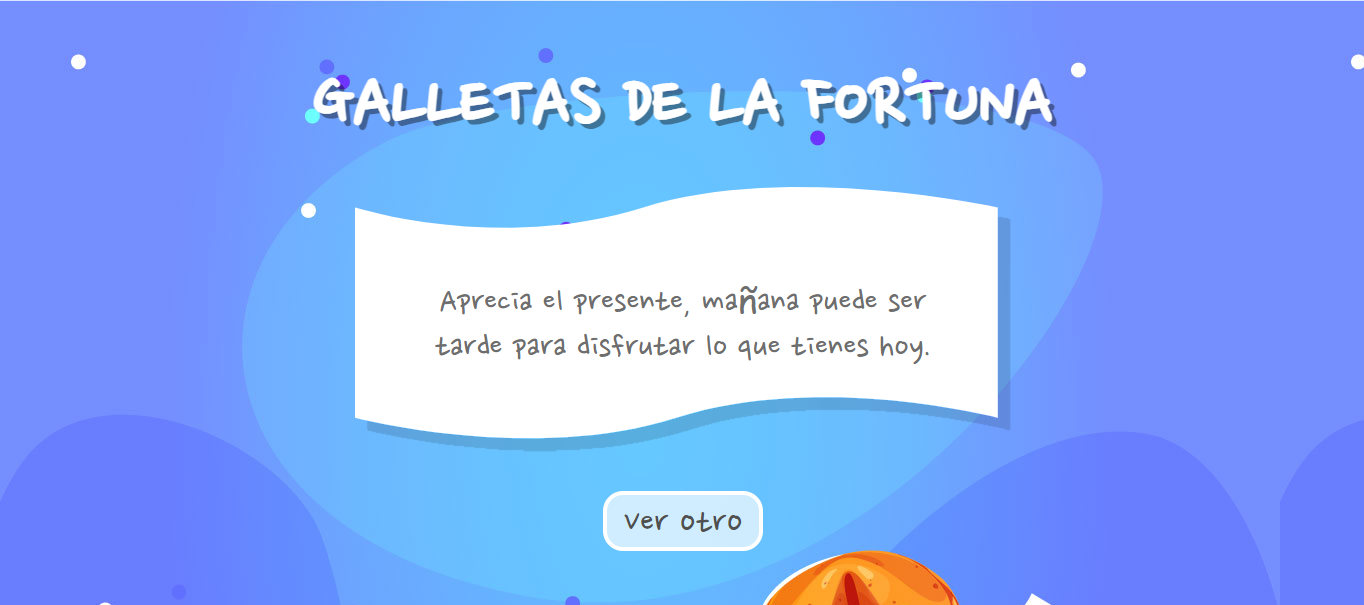 GALLETAS DE LA FORTUNA
Aprecia el presente, mañana puede ser
tarde para disfrutar lo que tienes hoy.
Ver otro